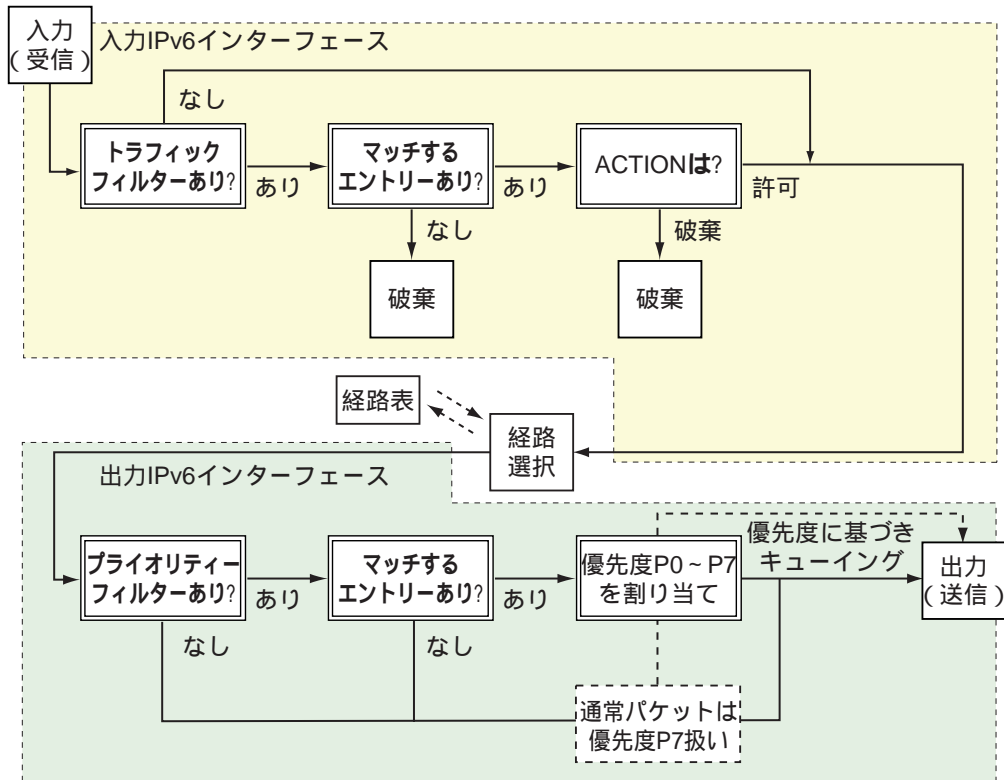 入力
(受信)
入力IPv6インターフェース
なし
トラフィック
フィルターあり?
あり
マッチする
エントリーあり?
あり
ACTIONは?
許可
なし
破棄
破棄
破棄
経路表
経路
選択
出力IPv6インターフェース
プライオリティー
フィルターあり?
あり
マッチする
エントリーあり?
あり
優先度P0～P7
を割り当て
優先度に基づき
キューイング
出力
(送信)
なし
なし
通常パケットは
優先度P7扱い